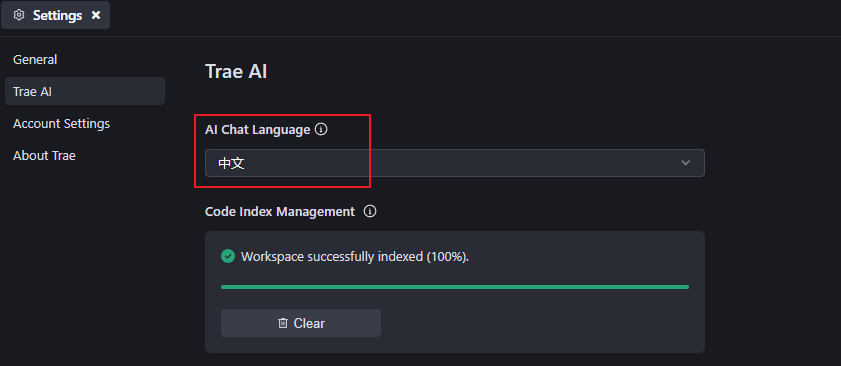 Settings
General
Trae AI
Account Settings
About Trae
Trae AI
AI Chat Language
中文
Code Index Management
Workspace successfully indexed (100%).
Clear